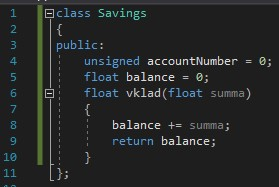 1 class Savings
2 {
3 public:
4 unsigned accountNumber = 0;
5 float balance = 0;
6 float vklad(float summa)
7 {
8 balance += summa;
9 return balance;
10 }
11 };